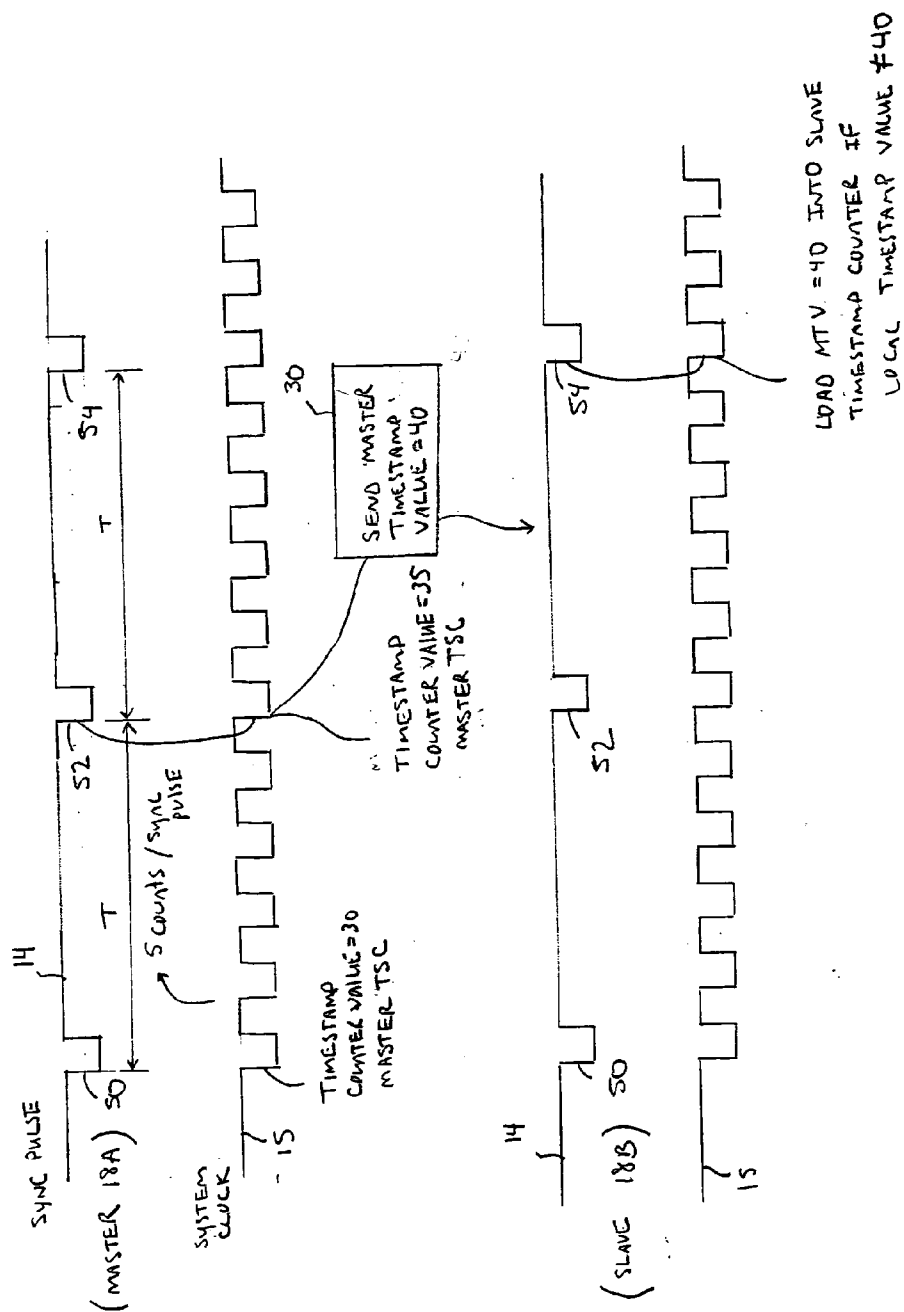 SYNC PULSE
14
(MASTER 18A)
50
52
54
T
T
5 COUNTS / SYNC
PULSE
SYSTEM
CLOCK
15
TIMESTAMP
COUNTER VALUE=30
MASTER TSC
TIMESTAMP
COUNTER VALUE=35
MASTER TSC
30
SEND MASTER
TIMESTAMP
VALUE=40
14
(SLAVE 18B)
50
52
54
15
LOAD MTV =40 INTO SLAVE
TIMESTAMP COUNTER IF
LOCAL TIMESTAMP VALUE ≠40